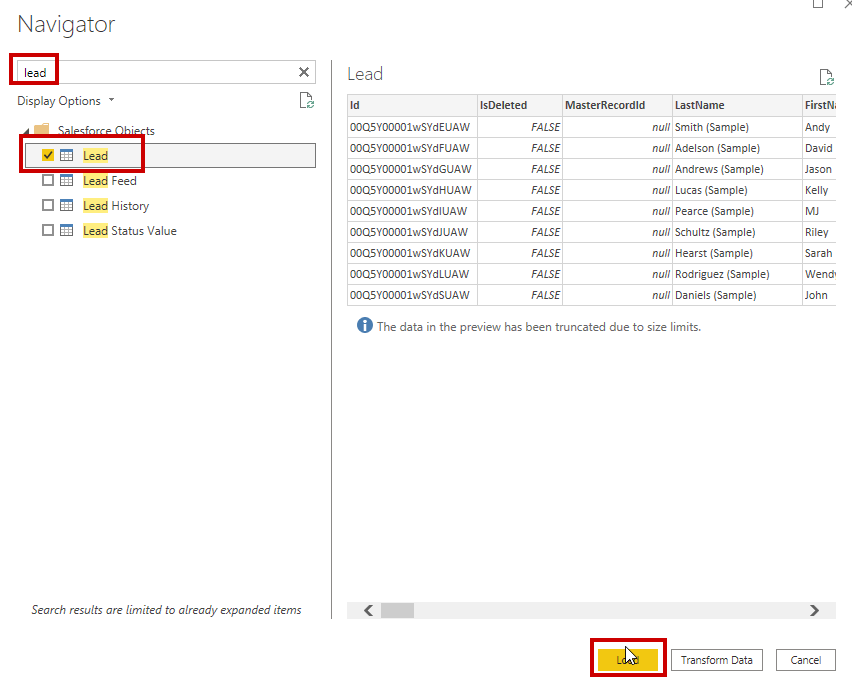 Navigator
lead
Display Options
Salesforce Objects
Lead
Lead Feed
Lead History
Lead Status Value
Search results are limited to already expanded items
Lead
Id IsDeleted MasterRecordId LastName FirstNa
00Q5Y00001wSYdEUAW FALSE null Smith (Sample) Andy
00Q5Y00001wSYdFUAW FALSE null Adelson (Sample) David
00Q5Y00001wSYdGUAW FALSE null Andrews (Sample) Jason
00Q5Y00001wSYdHUAW FALSE null Lucas (Sample) Kelly
00Q5Y00001wSYdIUAW FALSE null Pearce (Sample) MJ
00Q5Y00001wSYdJUAW FALSE null Schultz (Sample) Riley
00Q5Y00001wSYdKUAW FALSE null Hearst (Sample) Sarah
00Q5Y00001wSYdLUAW FALSE null Rodriguez (Sample) Wendy
00Q5Y00001wSYdSUAW FALSE null Daniels (Sample) John
The data in the preview has been truncated due to size limits.
Load Transform Data Cancel